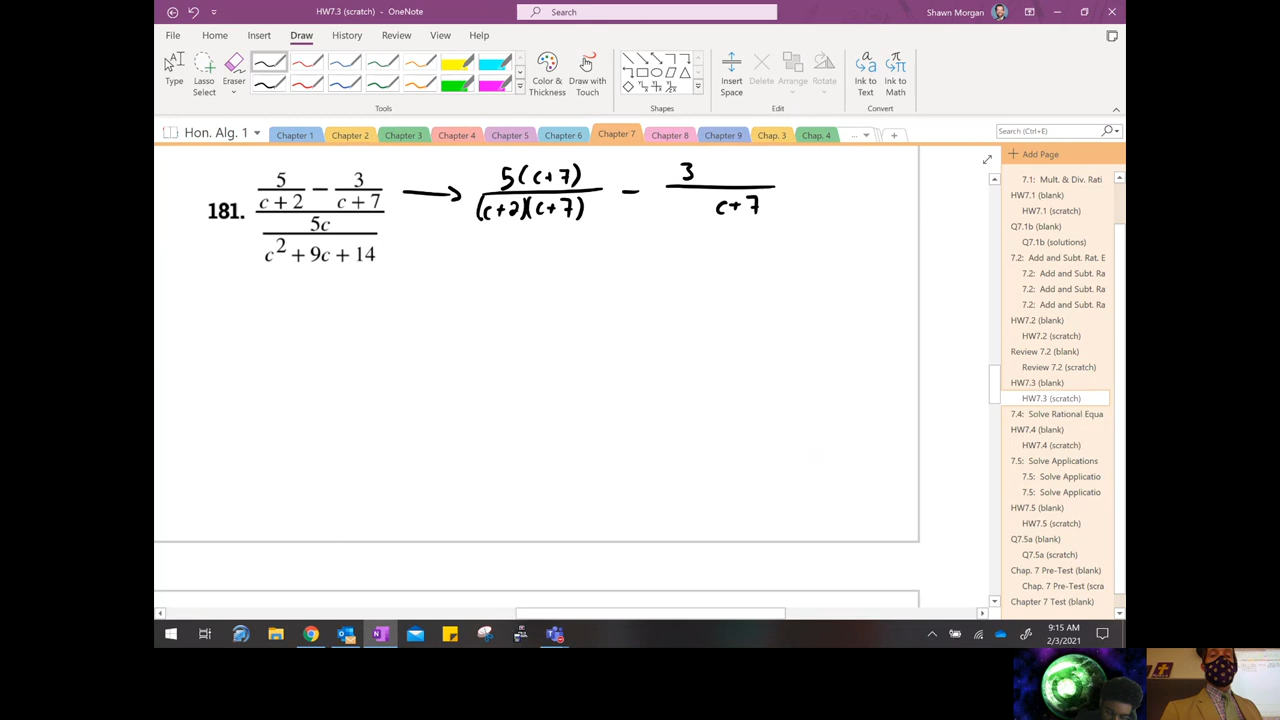 HW7.3 (scratch) - OneNote
Search
Shawn Morgan
File Home Insert Draw History Review View Help
Type
Lasso Select
Eraser
Color & Thickness
Draw with Touch
Insert Space
Delete
Arrange
Rotate
Ink to Text
Ink to Math
Tools
Shapes
Edit
Convert
Hon. Alg. 1
Chapter 1 Chapter 2 Chapter 3 Chapter 4 Chapter 5 Chapter 6 Chapter 7 Chapter 8 Chapter 9 Chap. 3 Chap. 4 ...
Search (Ctrl+E)
Add Page
7.1: Mult. & Div. Rati
HW7.1 (blank)
HW7.1 (scratch)
Q7.1b (blank)
Q7.1b (solutions)
7.2: Add and Subt. Rat. E
7.2: Add and Subt. Ra
7.2: Add and Subt. Ra
7.2: Add and Subt. Ra
HW7.2 (blank)
HW7.2 (scratch)
Review 7.2 (blank)
Review 7.2 (scratch)
HW7.3 (blank)
HW7.3 (scratch)
7.4: Solve Rational Equa
HW7.4 (blank)
HW7.4 (scratch)
7.5: Solve Applications
7.5: Solve Applicatio
7.5: Solve Applicatio
HW7.5 (blank)
HW7.5 (scratch)
Q7.5a (blank)
Q7.5a (scratch)
Chap. 7 Pre-Test (blank)
Chap. 7 Pre-Test (scra
Chapter 7 Test (blank)
181.
5 − 3
c + 2 c + 7
5c
c² + 9c + 14
→
5(c+7) − 3
(c+2)(c+7) c+7
9:15 AM
2/3/2021